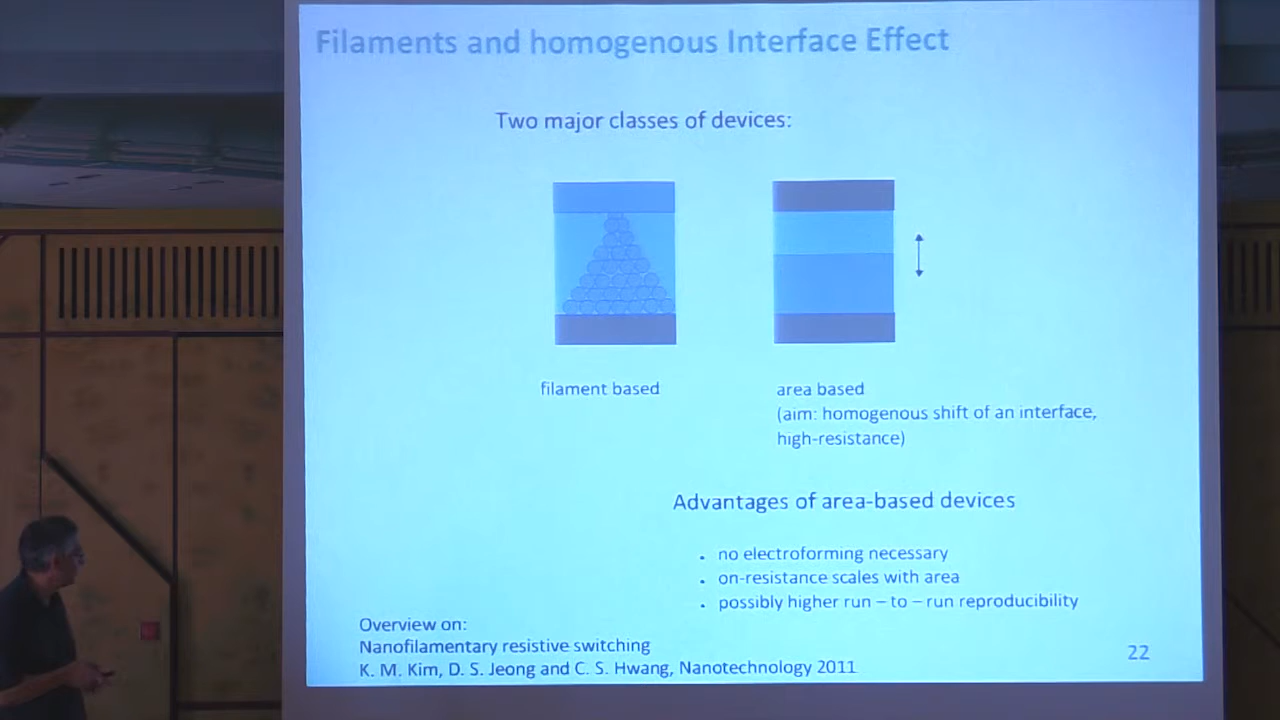 Filaments and homogenous Interface Effect
Two major classes of devices:
filament based
area based
(aim: homogenous shift of an interface,
high-resistance)
Advantages of area-based devices
• no electroforming necessary
• on-resistance scales with area
• possibly higher run – to – run reproducibility
Overview on:
Nanofilamentary resistive switching
K. M. Kim, D. S. Jeong and C. S. Hwang, Nanotechnology 2011
22